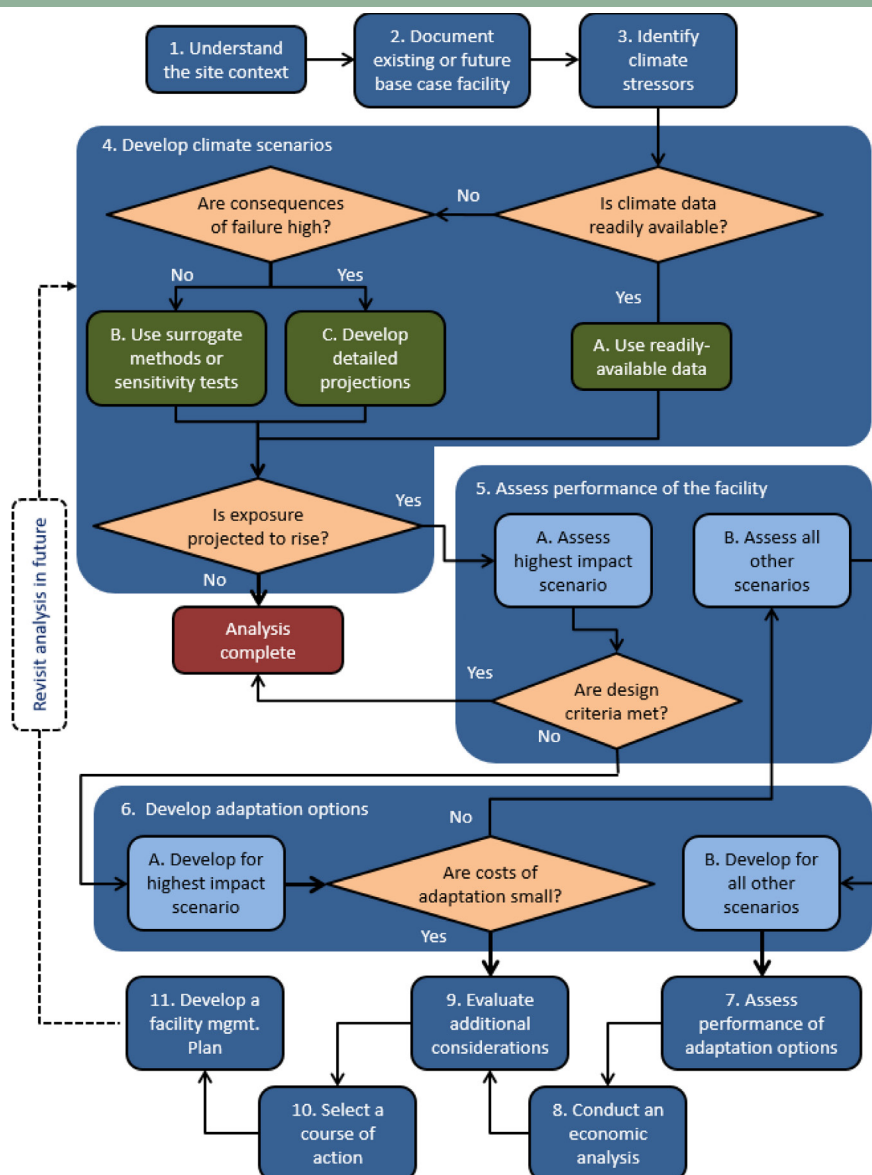 1. Understand
the site context
2. Document
existing or future
base case facility
3. Identify
climate
stressors
4. Develop climate scenarios
Are consequences
of failure high?
No
Is climate data
readily available?
No
Yes
Yes
B. Use surrogate
methods or
sensitivity tests
C. Develop
detailed
projections
A. Use readily-
available data
Is exposure
projected to rise?
Yes
No
Analysis
complete
5. Assess performance of the facility
A. Assess
highest impact
scenario
B. Assess all
other
scenarios
Yes
Are design
criteria met?
No
Revisit analysis in future
6. Develop adaptation options
No
A. Develop for
highest impact
scenario
Are costs of
adaptation small?
B. Develop for
all other
scenarios
Yes
11. Develop a
facility mgmt.
Plan
9. Evaluate
additional
considerations
7. Assess
performance of
adaptation options
10. Select a
course of
action
8. Conduct an
economic
analysis